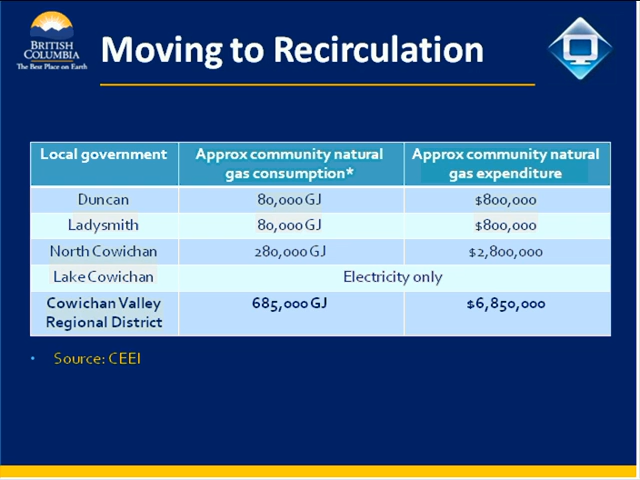 BRITISH
COLUMBIA
The Best Place on Earth
Moving to Recirculation
Local government
Approx community natural
gas consumption*
Approx community natural
gas expenditure
Duncan
80,000 GJ
$800,000
Ladysmith
80,000 GJ
$800,000
North Cowichan
280,000 GJ
$2,800,000
Lake Cowichan
Electricity only
Cowichan Valley
Regional District
685,000 GJ
$6,850,000
• Source: CEEI